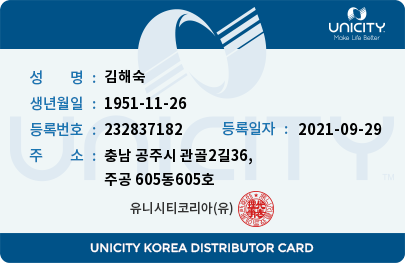 UNICITY
Make Life Better
성 명 : 김해숙
생년월일 : 1951-11-26
등록번호 : 232837182 등록일자 : 2021-09-29
주 소 : 충남 공주시 관골2길36,
주공 605동605호
UNICITY
TM
유니시티코리아(유)
UNICITY KOREA DISTRIBUTOR CARD